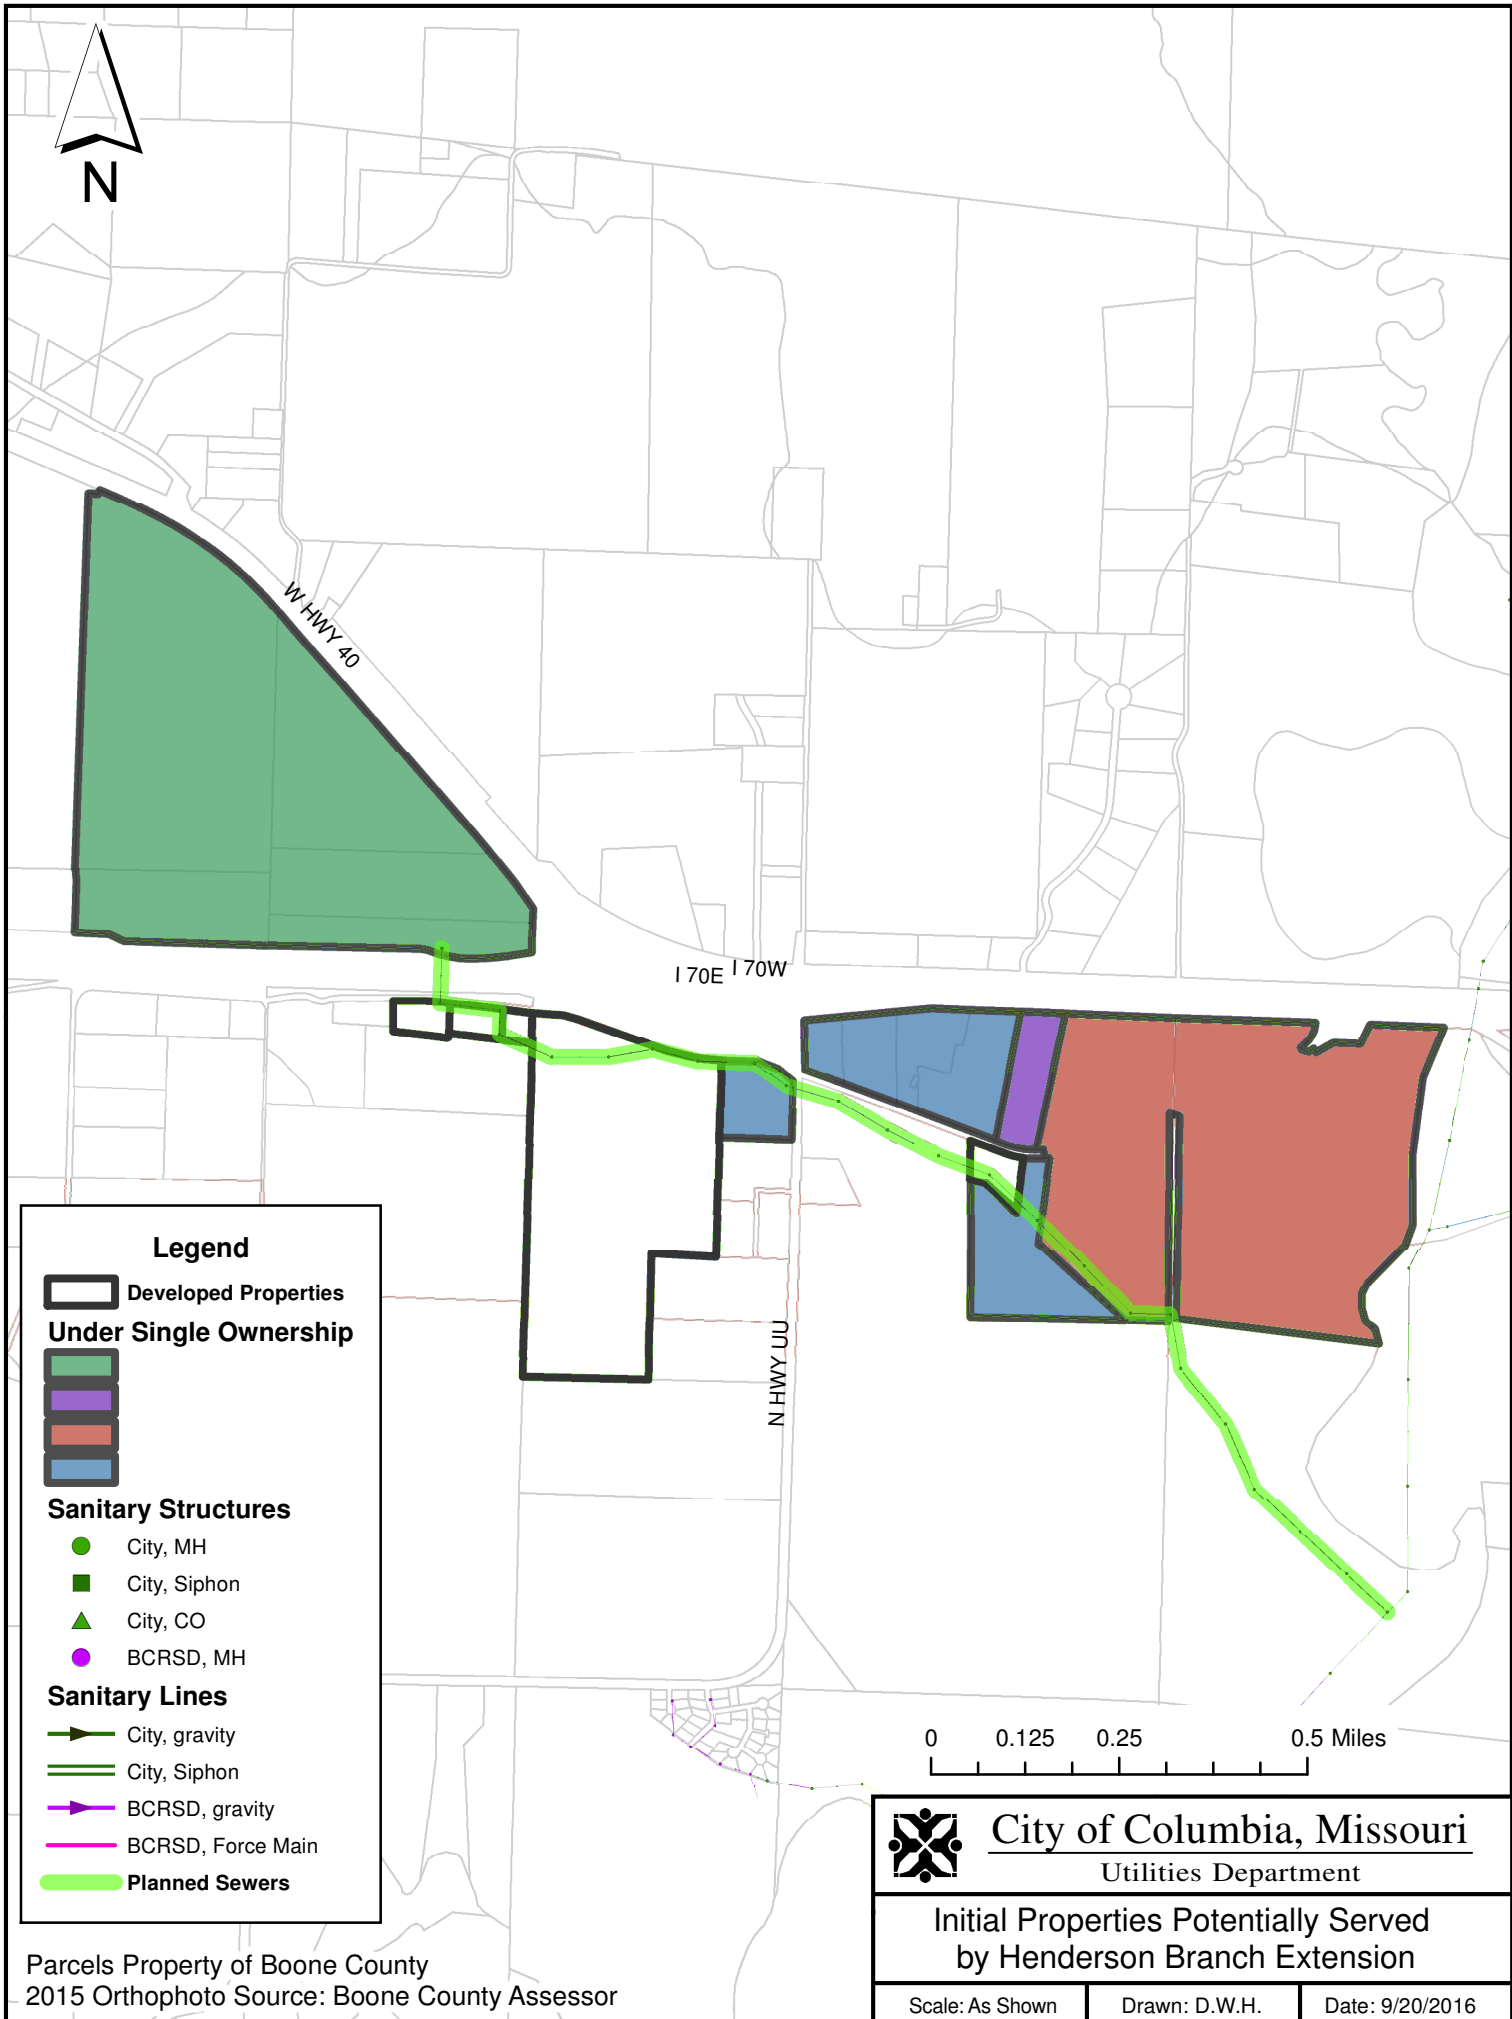 N
W HWY 40
I 70E
I 70W
N HWY UU
Legend
Developed Properties
Under Single Ownership
Sanitary Structures
City, MH
City, Siphon
City, CO
BCRSD, MH
Sanitary Lines
City, gravity
City, Siphon
BCRSD, gravity
BCRSD, Force Main
Planned Sewers
0 0.125 0.25 0.5 Miles
City of Columbia, Missouri
Utilities Department
Initial Properties Potentially Served
by Henderson Branch Extension
Scale: As Shown
Drawn: D.W.H.
Date: 9/20/2016
Parcels Property of Boone County
2015 Orthophoto Source: Boone County Assessor